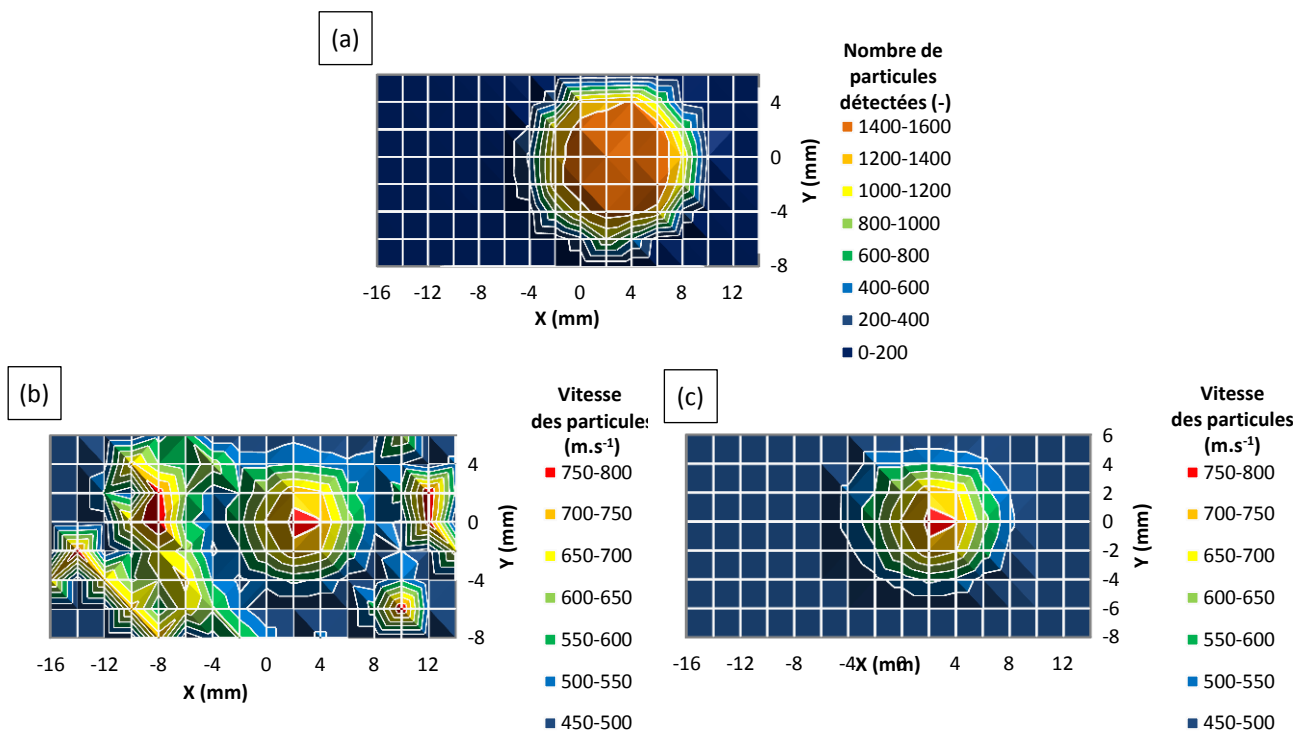 (a)
Nombre de
particules
détectées (-)
1400-1600
1200-1400
1000-1200
800-1000
600-800
400-600
200-400
0-200
4
0
-4
-8
Y (mm)
-16 -12 -8 -4 0 4 8 12
X (mm)
(b)
Vitesse
des particules
(m.s-1)
750-800
700-750
650-700
600-650
550-600
500-550
450-500
4
0
-4
-8
Y (mm)
-16 -12 -8 -4 0 4 8 12
X (mm)
(c)
Vitesse
des particules
(m.s-1)
750-800
700-750
650-700
600-650
550-600
500-550
450-500
6
4
2
0
-2
-4
-6
-8
Y (mm)
-16 -12 -8 -4 0 4 8 12
X (mm)